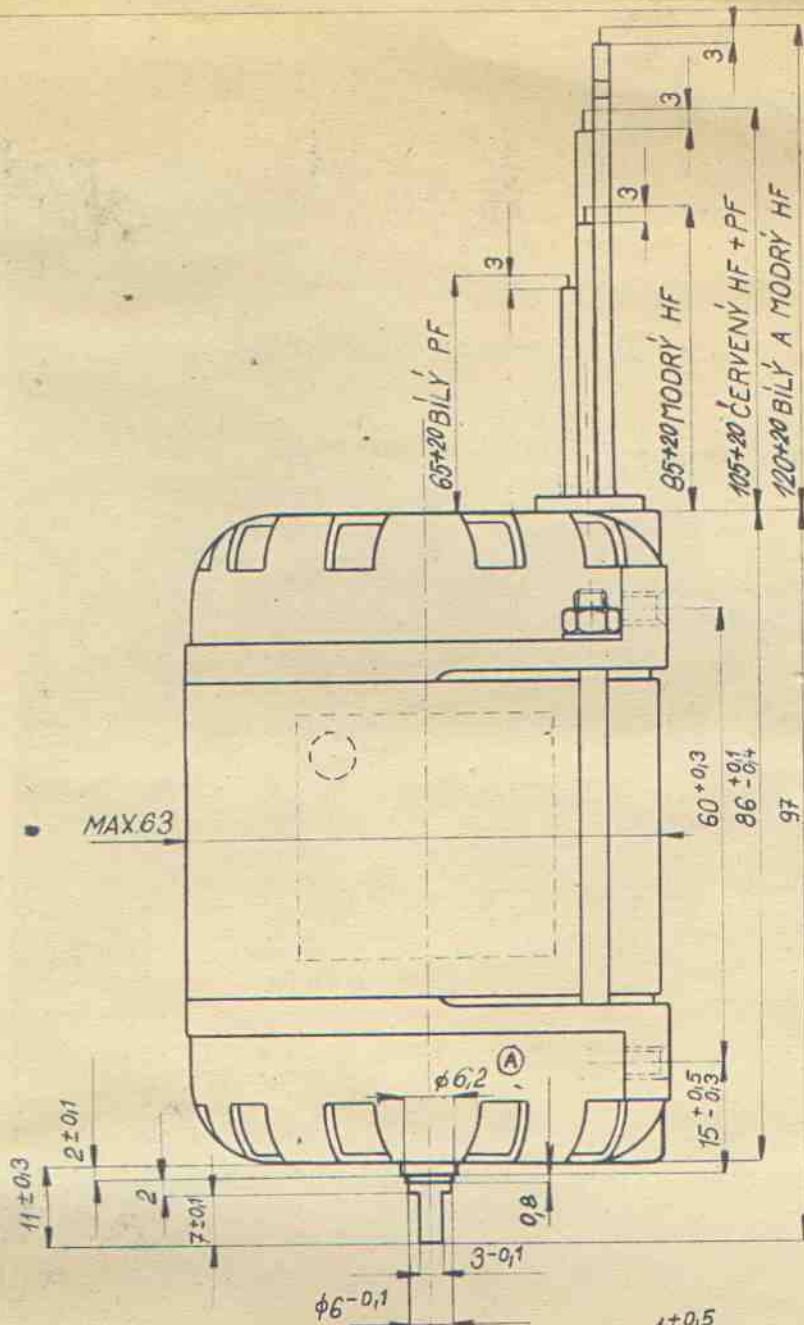 3
3
3
3
65+20 BÍLÝ PF
85+20 MODRÝ HF
105+20 ČERVENÝ HF + PF
120+20 BÍLÝ A MODRÝ HF
MAX.63
60+0,3
86 +0,1 -0,4
97
A
ϕ6,2
15 +0,5 -0,3
2±0,1
11±0,3
2
7±0,1
0,8
3-0,1
ϕ6-0,1